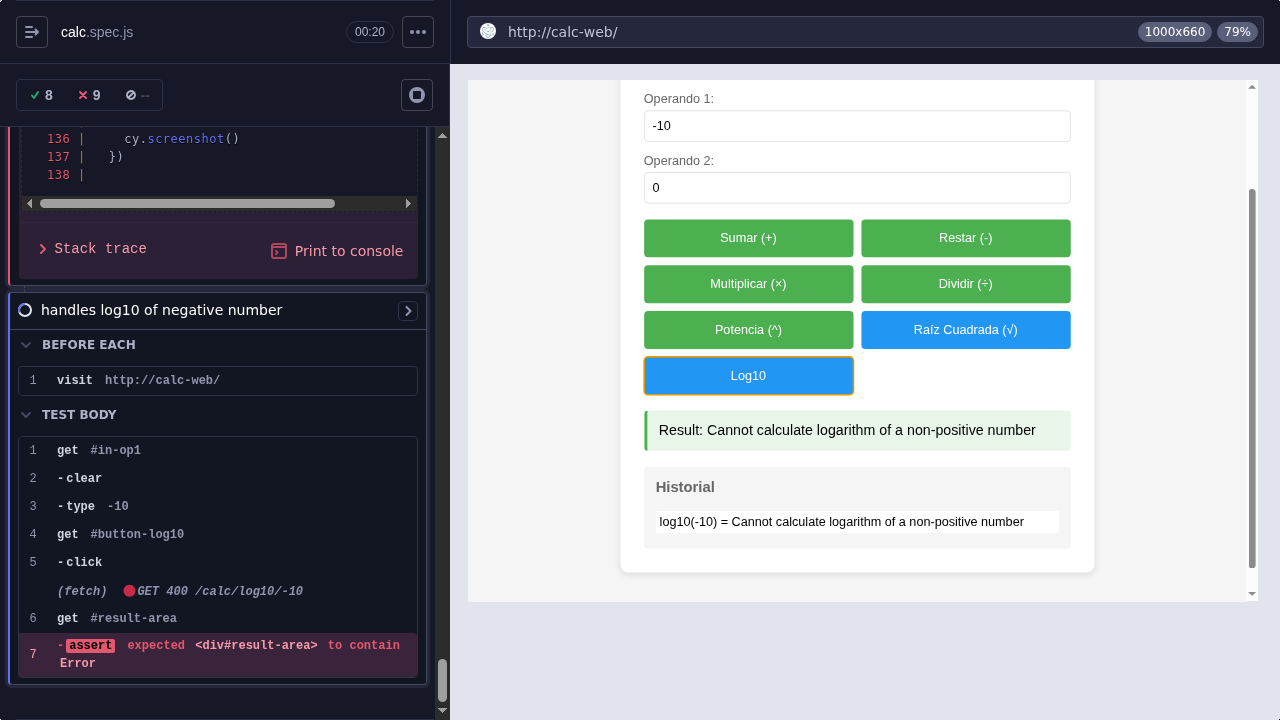 calc.spec.js
00:20
http://calc-web/
1000x660
79%
8
9
--
136 | cy.screenshot()
137 | })
138 |
Stack trace
Print to console
handles log10 of negative number
BEFORE EACH
1 visit http://calc-web/
TEST BODY
1 get #in-op1
2 -clear
3 -type -10
4 get #button-log10
5 -click
(fetch) GET 400 /calc/log10/-10
6 get #result-area
7 -assert expected <div#result-area> to contain
Error
Operando 1:
-10
Operando 2:
0
Sumar (+)
Restar (-)
Multiplicar (×)
Dividir (÷)
Potencia (^)
Raíz Cuadrada (√)
Log10
Result: Cannot calculate logarithm of a non-positive number
Historial
log10(-10) = Cannot calculate logarithm of a non-positive number